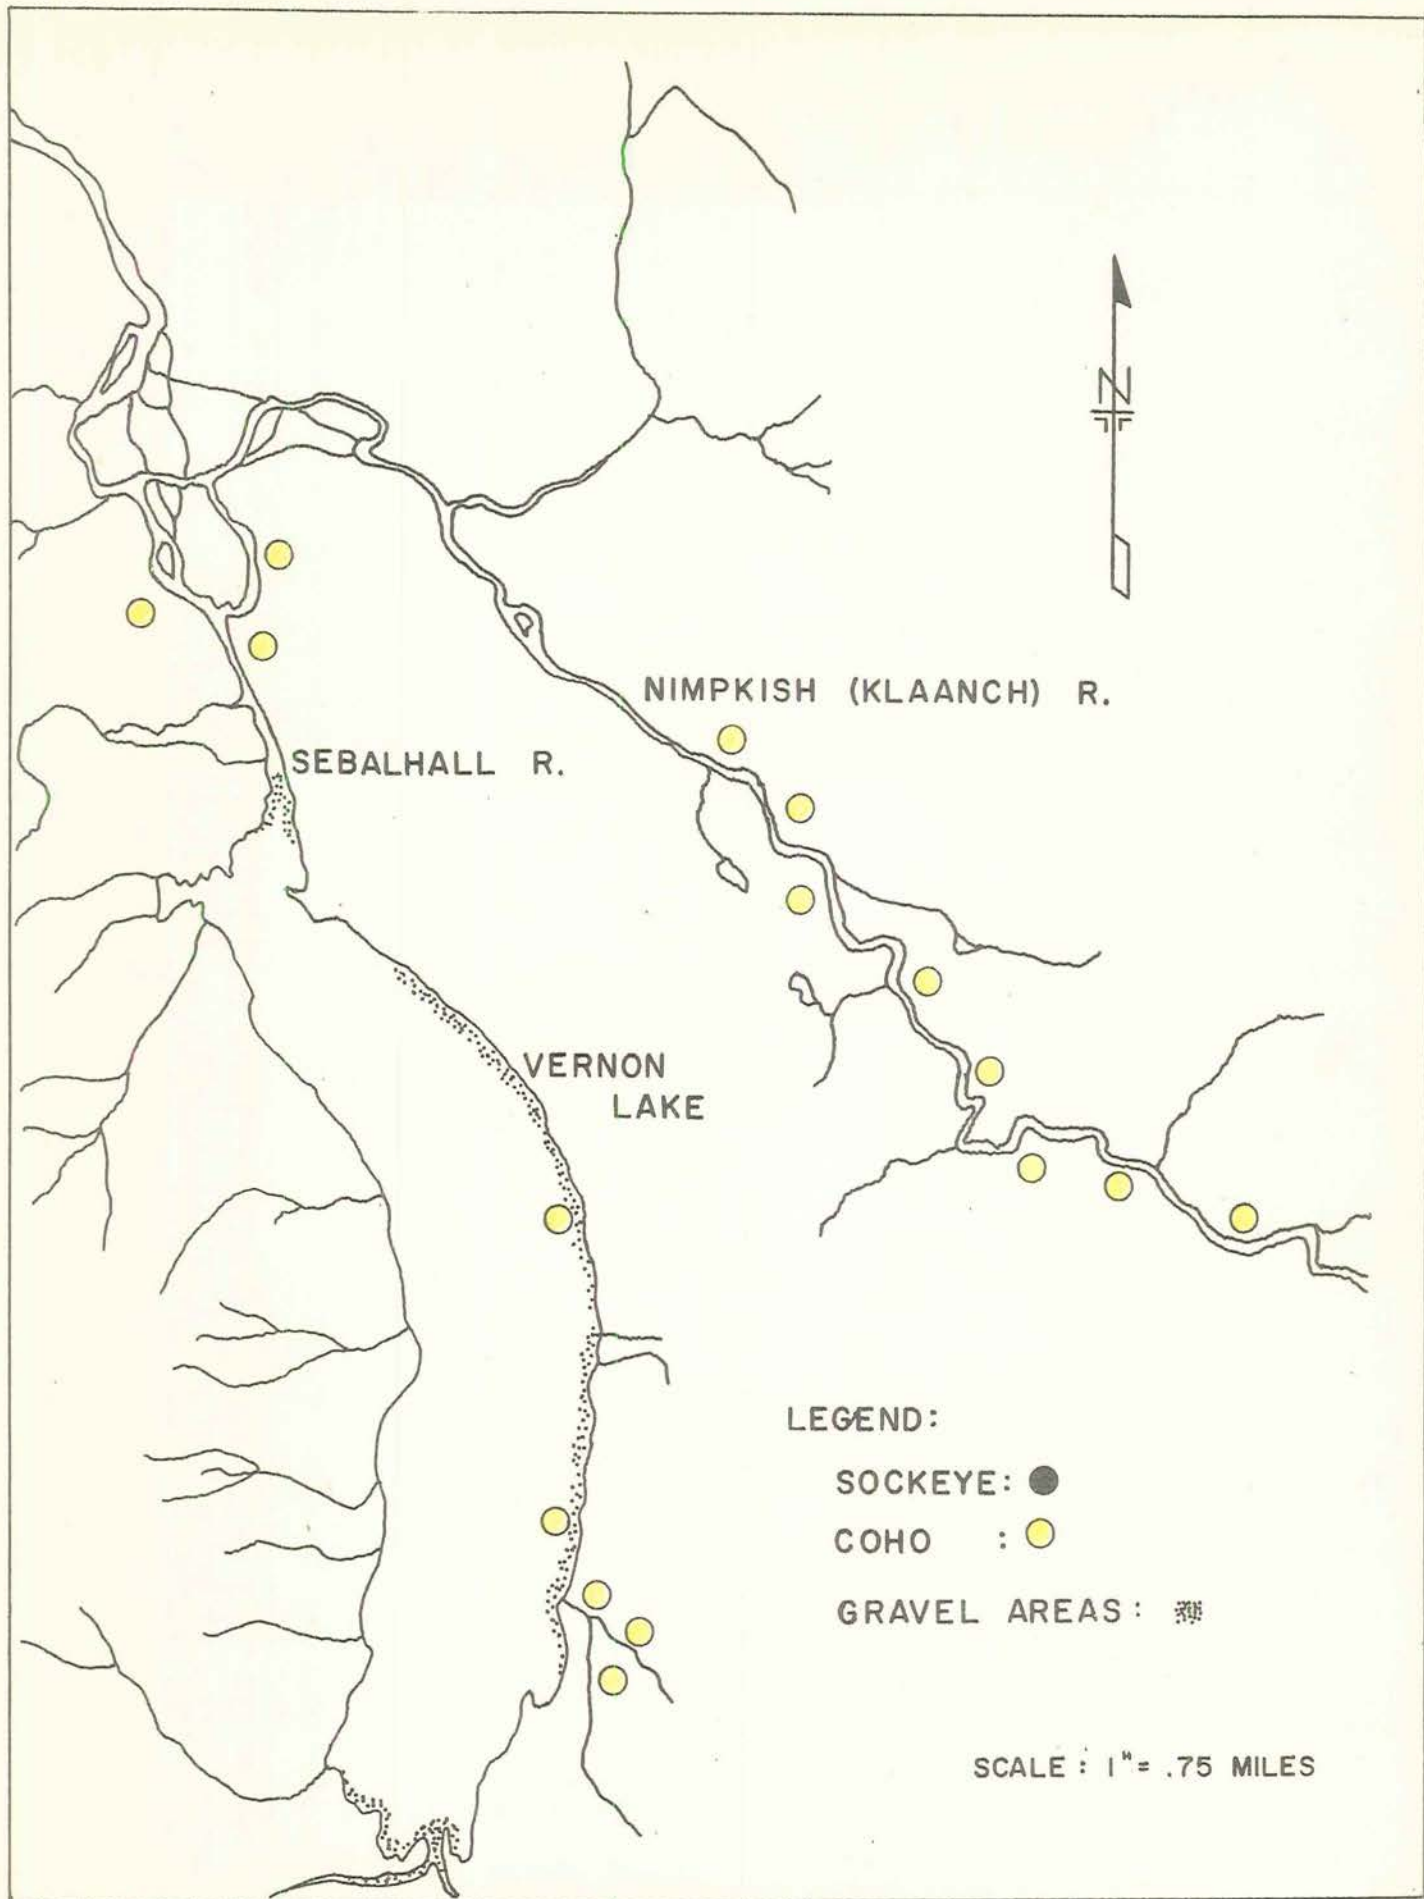 N
NIMPKISH (KLAANCH) R.
SEBALHALL R.
VERNON
LAKE
LEGEND:
SOCKEYE:
COHO :
GRAVEL AREAS:
SCALE : 1" = .75 MILES